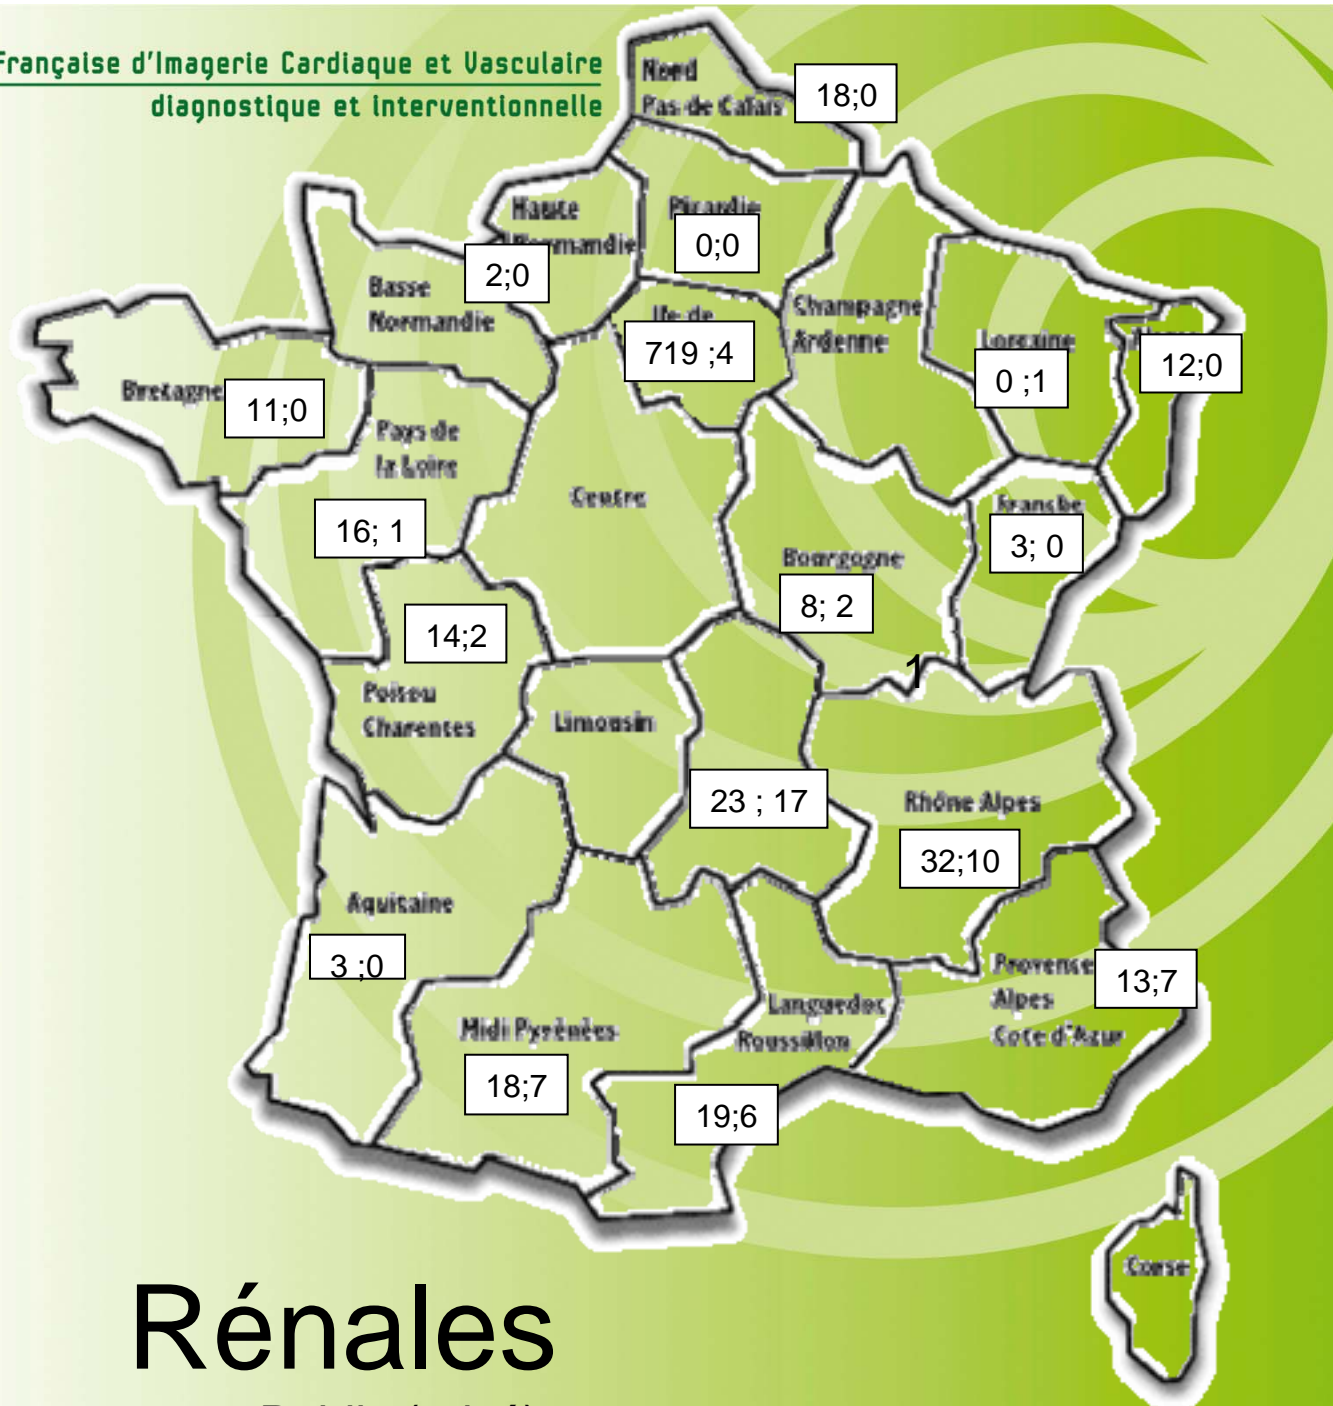 Française d'Imagerie Cardiaque et Vasculaire
diagnostique et interventionnelle
Nord
Pas de Calais
18;0
Haute
Normandie
Picardie
0;0
2;0
Basse
Normandie
Ile de
719 ;4
Champagne
Ardenne
Lorraine
0 ;1
12;0
Bretagne
11;0
Pays de
la Loire
16; 1
Centre
Franche
3; 0
Bourgogne
8; 2
14;2
1
Poitou
Charentes
Limousin
23 ; 17
Rhône Alpes
32;10
Aquitaine
3 ;0
Provence
Alpes
Cote d'Azur
13;7
Languedoc
Roussillon
Midi Pyrénées
18;7
19;6
Corse
Rénales